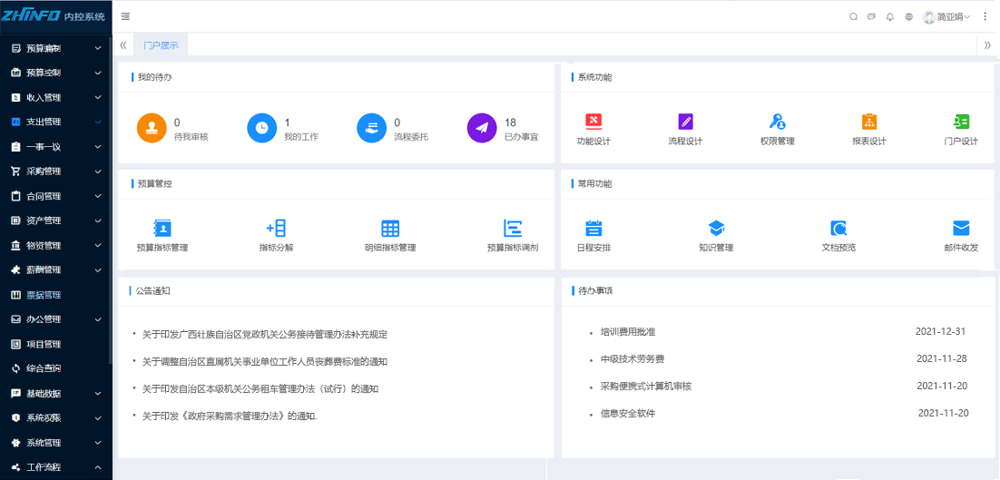 ZHINFO 内控系统
简亚娟
预算编制
预算控制
收入管理
支出管理
一事一议
采购管理
合同管理
资产管理
物资管理
薪酬管理
票据管理
办公管理
项目管理
综合查询
基础数据
系统权限
系统管理
工作流程
门户展示
我的待办
0
待我审核
1
我的工作
0
流程委托
18
已办事宜
系统功能
功能设计
流程设计
权限管理
报表设计
门户设计
预算管控
预算指标管理
指标分解
明细指标管理
预算指标调剂
常用功能
日程安排
知识管理
文档预览
邮件收发
公告通知
• 关于印发广西壮族自治区党政机关公务接待管理办法补充规定
• 关于调整自治区直属机关事业单位工作人员丧葬费标准的通知
• 关于印发自治区本级机关公务租车管理办法（试行）的通知
• 关于印发《政府采购需求管理办法》的通知.
待办事项
• 培训费用批准 2021-12-31
• 中级技术劳务费 2021-11-28
• 采购便携式计算机审核 2021-11-20
• 信息安全软件 2021-11-20